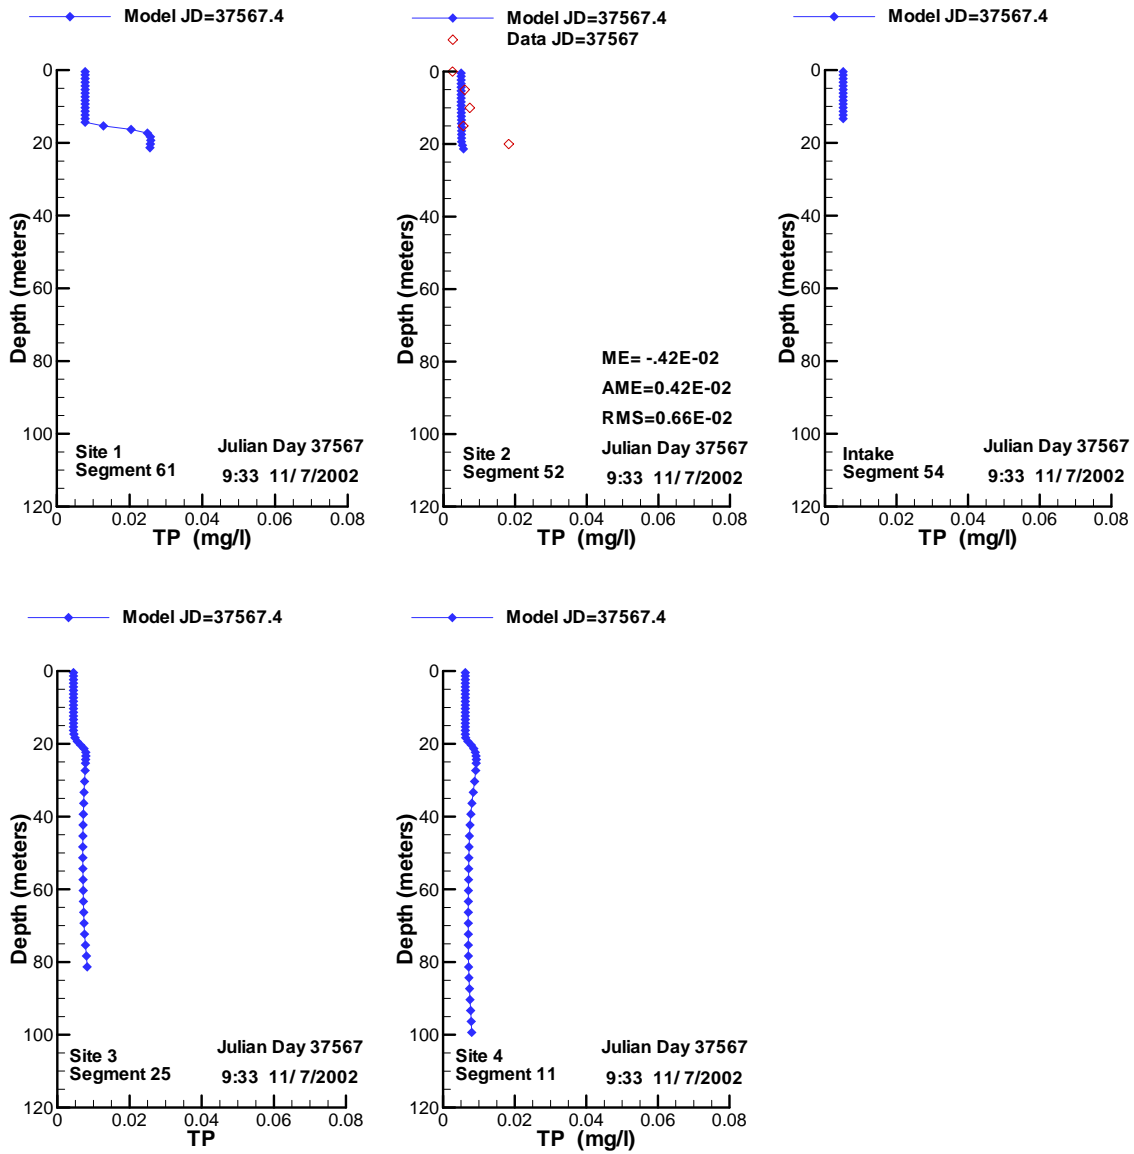 Model JD=37567.4
0
20
40
60
80
100
120
Depth (meters)
Site 1
Segment 61
Julian Day 37567
9:33 11/ 7/2002
0 0.02 0.04 0.06 0.08
TP (mg/l)
Model JD=37567.4
Data JD=37567
0
20
40
60
80
100
120
Depth (meters)
ME= -.42E-02
AME=0.42E-02
RMS=0.66E-02
Site 2
Segment 52
Julian Day 37567
9:33 11/ 7/2002
0 0.02 0.04 0.06 0.08
TP (mg/l)
Model JD=37567.4
0
20
40
60
80
100
120
Depth (meters)
Intake
Segment 54
Julian Day 37567
9:33 11/ 7/2002
0 0.02 0.04 0.06 0.08
TP (mg/l)
Model JD=37567.4
0
20
40
60
80
100
120
Depth (meters)
Site 3
Segment 25
Julian Day 37567
9:33 11/ 7/2002
0 0.02 0.04 0.06 0.08
TP
Model JD=37567.4
0
20
40
60
80
100
120
Depth (meters)
Site 4
Segment 11
Julian Day 37567
9:33 11/ 7/2002
0 0.02 0.04 0.06 0.08
TP (mg/l)